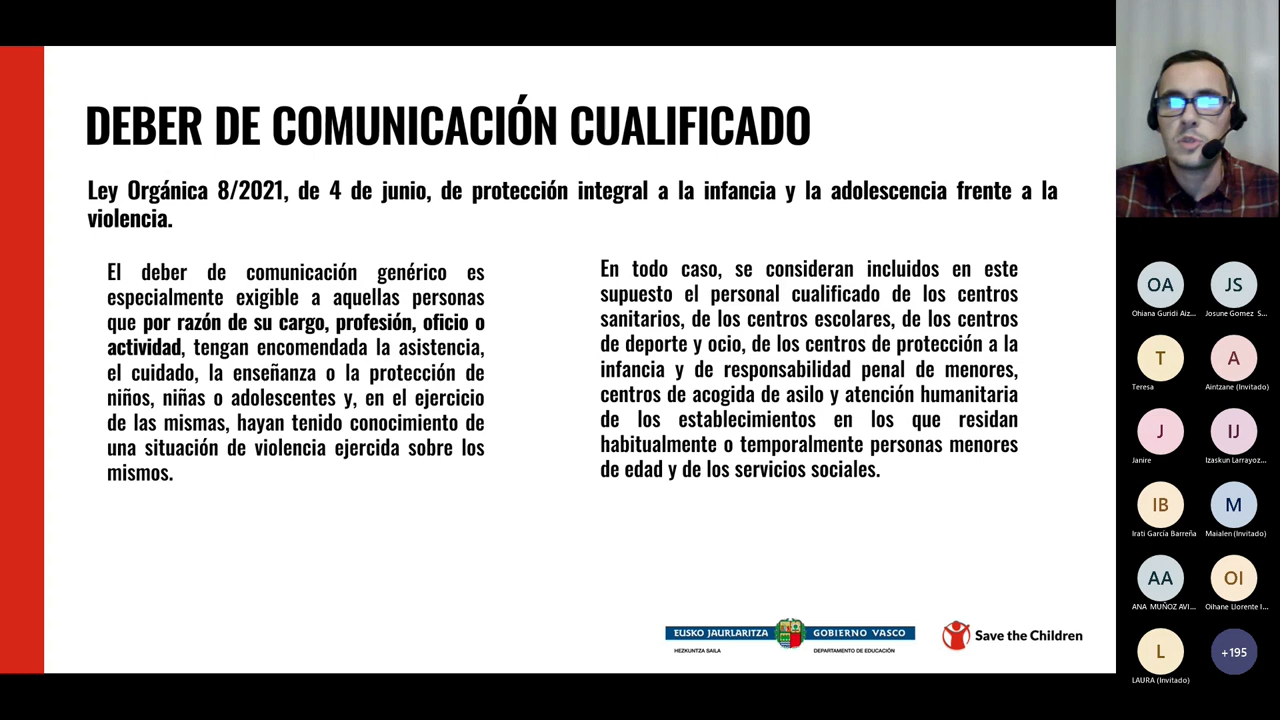 DEBER DE COMUNICACIÓN CUALIFICADO
Ley Orgánica 8/2021, de 4 de junio, de protección integral a la infancia y la adolescencia frente a la
violencia.
El deber de comunicación genérico es
especialmente exigible a aquellas personas
que por razón de su cargo, profesión, oficio o
actividad, tengan encomendada la asistencia,
el cuidado, la enseñanza o la protección de
niños, niñas o adolescentes y, en el ejercicio
de las mismas, hayan tenido conocimiento de
una situación de violencia ejercida sobre los
mismos.
En todo caso, se consideran incluidos en este
supuesto el personal cualificado de los centros
sanitarios, de los centros escolares, de los centros
de deporte y ocio, de los centros de protección a la
infancia y de responsabilidad penal de menores,
centros de acogida de asilo y atención humanitaria
de los establecimientos en los que residan
habitualmente o temporalmente personas menores
de edad y de los servicios sociales.
EUSKO JAURLARITZA GOBIERNO VASCO
HEZKUNTZA SAILA DEPARTAMENTO DE EDUCACIÓN
Save the Children
OA JS
Ohiana Guridi Aiz... Josune Gomez S...
T A
Teresa Aintzane (Invitado)
J IJ
Janire Izaskun Larrayoz...
IB M
Irati García Barreña Maialen (Invitado)
AA OI
ANA MUÑOZ AVI... Oihane Llorente I...
L +195
LAURA (Invitado)